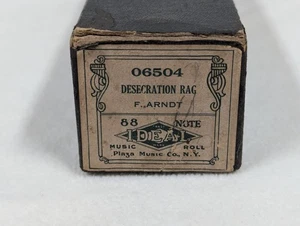 06504
DESECRATION RAG
F. ARNDT
88 NOTE
IDEAL
MUSIC ROLL
Plaza Music Co., N.Y.